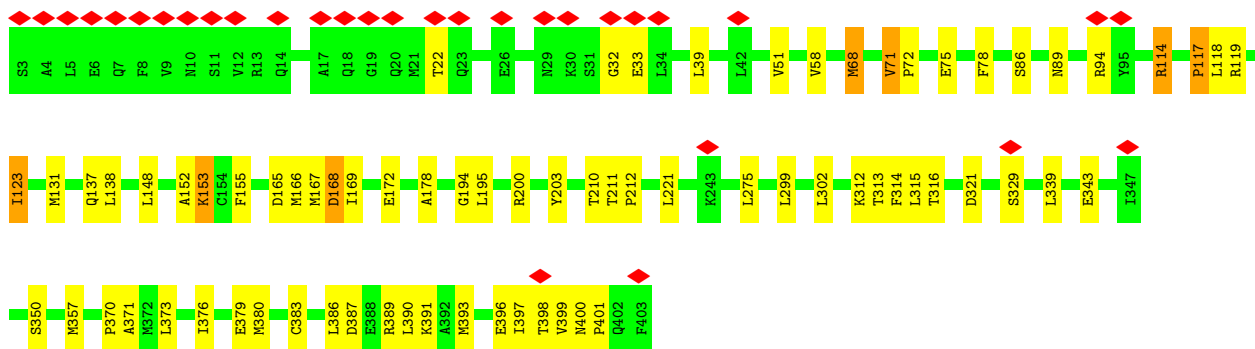 S3 A4 L5 E6 Q7 F8 V9 N10 S11 V12 R13 Q14 A17 Q18 G19 Q20 M21 T22 Q23 E26 N29 K30 S31 G32 E33 L34 L39 L42 V51 V58 M68 V71 P72 E75 F78 S86 N89 R94 Y95 R114 P117 L118 R119
I123 M131 Q137 L138 L148 A152 K153 C154 F155 D165 M166 M167 D168 I169 E172 A178 G194 L195 R200 Y203 T210 T211 P212 L221 K243 L275 L299 L302 K312 T313 F314 L315 T316 D321 S329 L339 E343 I347
S350 M357 P370 A371 M372 L373 I376 E379 M380 C383 L386 D387 E388 R389 L390 K391 A392 M393 E396 I397 T398 V399 N400 P401 Q402 F403